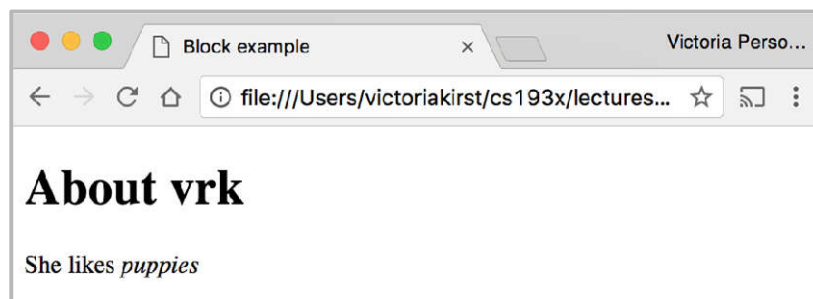 Block example
Victoria Perso...
file:///Users/victoriakirst/cs193x/lectures...
About vrk
She likes puppies